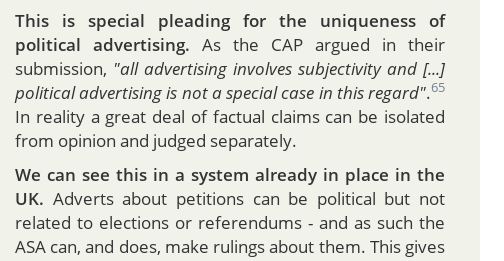 This is special pleading for the uniqueness of
political advertising. As the CAP argued in their
submission, "all advertising involves subjectivity and [...]
political advertising is not a special case in this regard".65
In reality a great deal of factual claims can be isolated
from opinion and judged separately.
We can see this in a system already in place in the
UK. Adverts about petitions can be political but not
related to elections or referendums - and as such the
ASA can, and does, make rulings about them. This gives